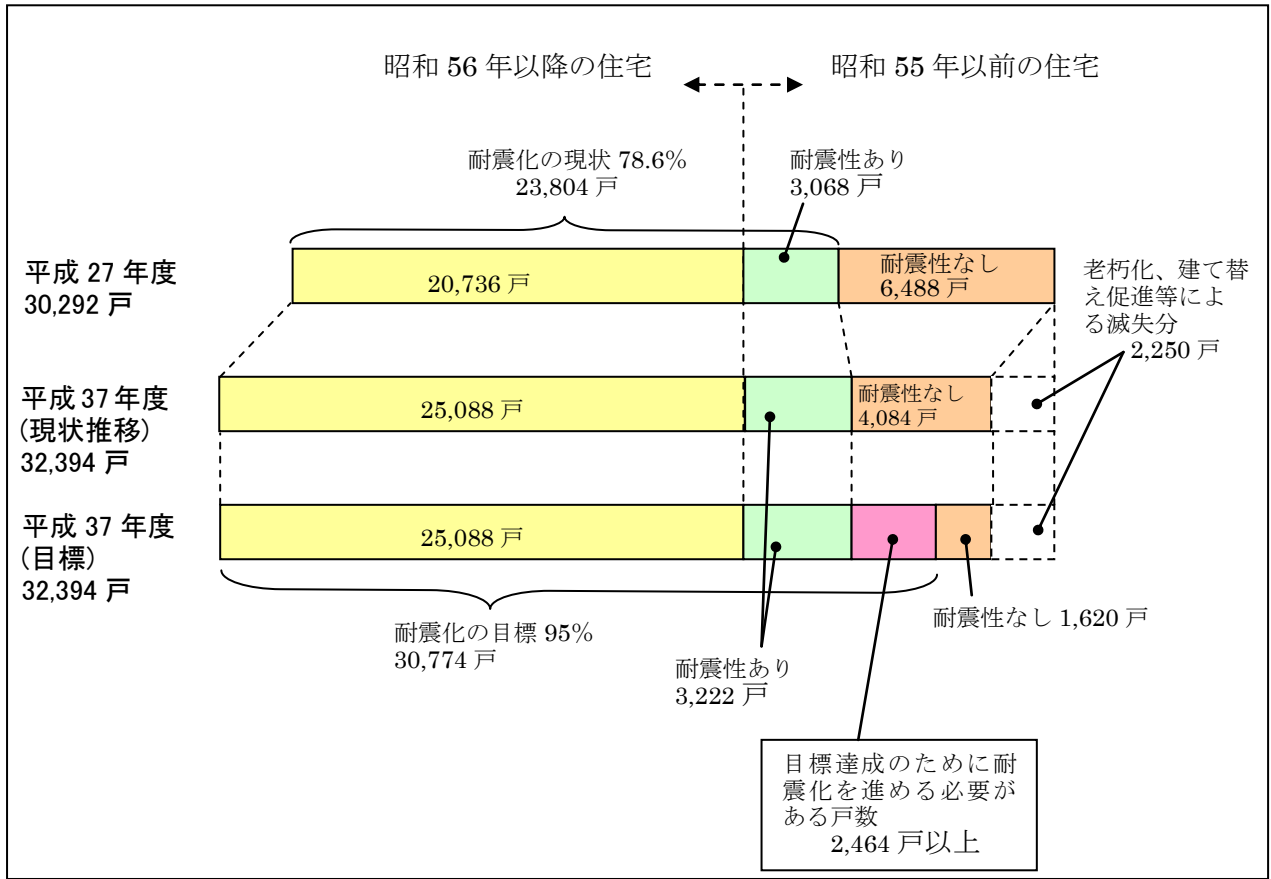 昭和 56 年以降の住宅
昭和 55 年以前の住宅
耐震化の現状 78.6%
23,804 戸
耐震性あり
3,068 戸
平成 27 年度
30,292 戸
20,736 戸
耐震性なし
6,488 戸
老朽化、建て替
え促進等によ
る滅失分
2,250 戸
平成 37 年度
(現状推移)
32,394 戸
25,088 戸
耐震性なし
4,084 戸
平成 37 年度
(目標)
32,394 戸
25,088 戸
耐震性なし 1,620 戸
耐震化の目標 95%
30,774 戸
耐震性あり
3,222 戸
目標達成のために耐
震化を進める必要が
ある戸数
2,464 戸以上